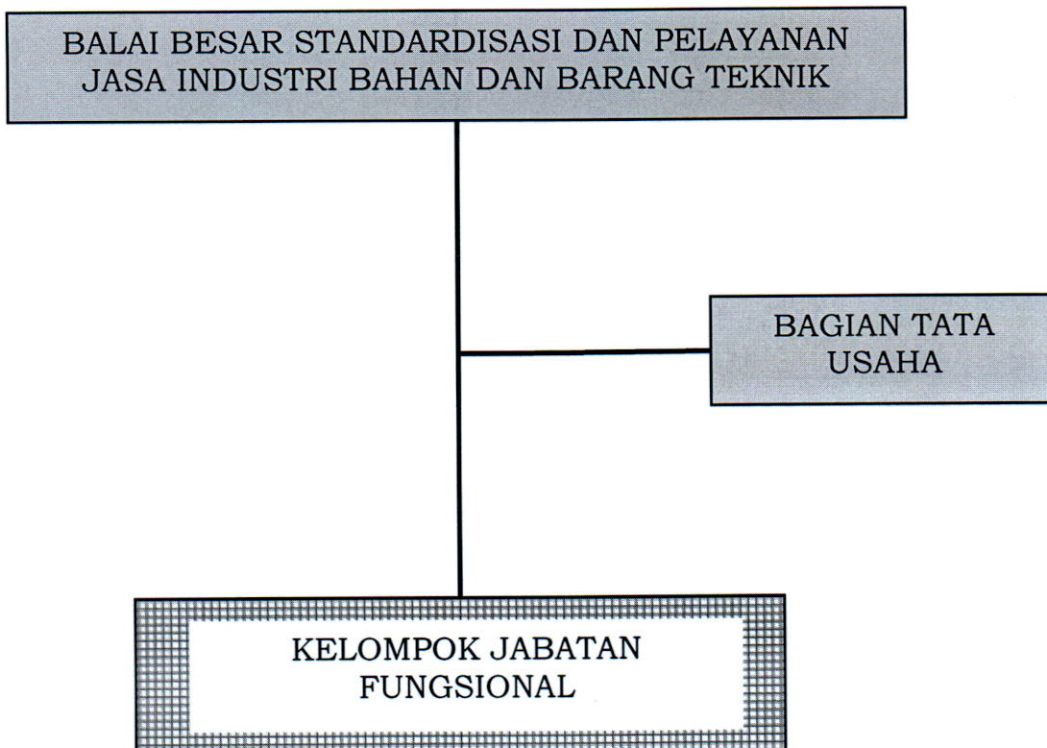 BALAI BESAR STANDARDISASI DAN PELAYANAN
JASA INDUSTRI BAHAN DAN BARANG TEKNIK
BAGIAN TATA
USAHA
KELOMPOK JABATAN
FUNGSIONAL